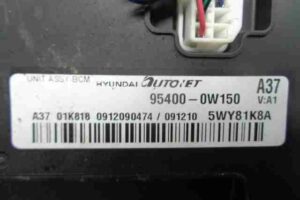 UNIT ASSY-BCM
HYUNDAI AUTONET A37
95400-0W150 V:A1
A37 01K818 0912090474 / 091210 5WY81K8A